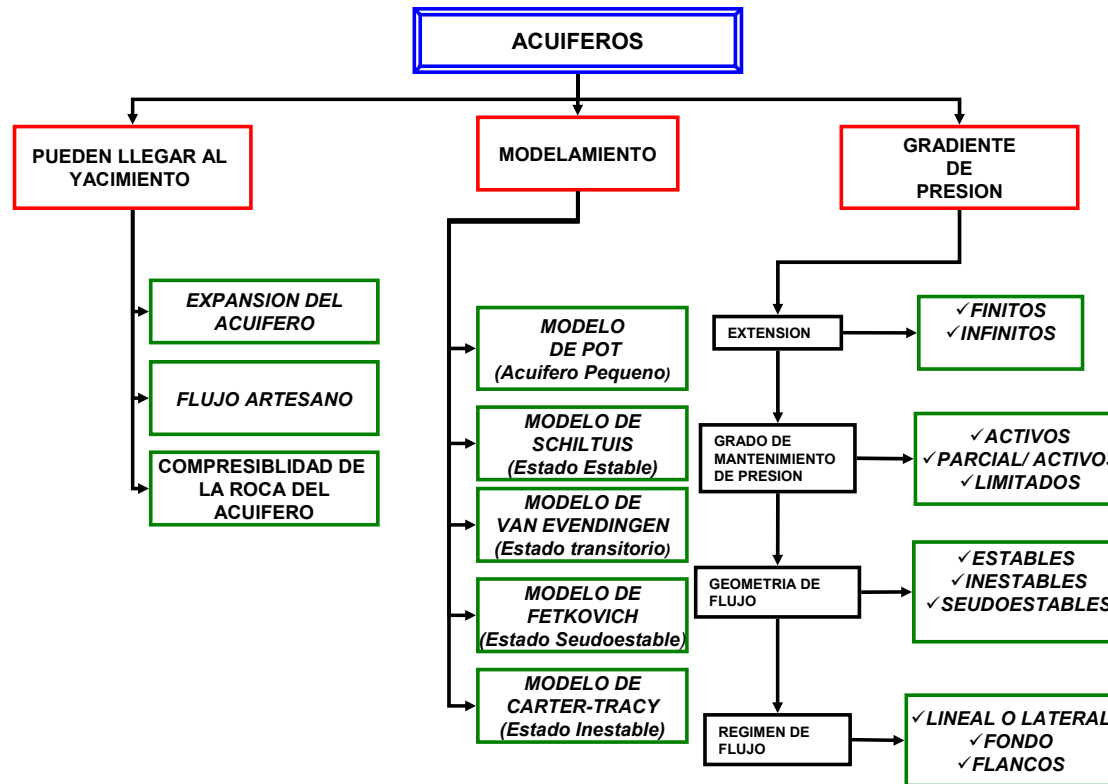 ACUIFEROS
PUEDEN LLEGAR AL
YACIMIENTO
EXPANSION DEL
ACUIFERO
FLUJO ARTESANO
COMPRESIBLIDAD DE
LA ROCA DEL
ACUIFERO
MODELAMIENTO
MODELO
DE POT
(Acuifero Pequeno)
MODELO DE
SCHILTUIS
(Estado Estable)
MODELO DE
VAN EVENDINGEN
(Estado transitorio)
MODELO DE
FETKOVICH
(Estado Seudoestable)
MODELO DE
CARTER-TRACY
(Estado Inestable)
GRADIENTE
DE
PRESION
EXTENSION
✓FINITOS
✓INFINITOS
GRADO DE
MANTENIMIENTO
DE PRESION
✓ACTIVOS
✓PARCIAL/ ACTIVOS
✓LIMITADOS
GEOMETRIA DE
FLUJO
✓ESTABLES
✓INESTABLES
✓SEUDOESTABLES
REGIMEN DE
FLUJO
✓LINEAL O LATERAL
✓FONDO
✓FLANCOS